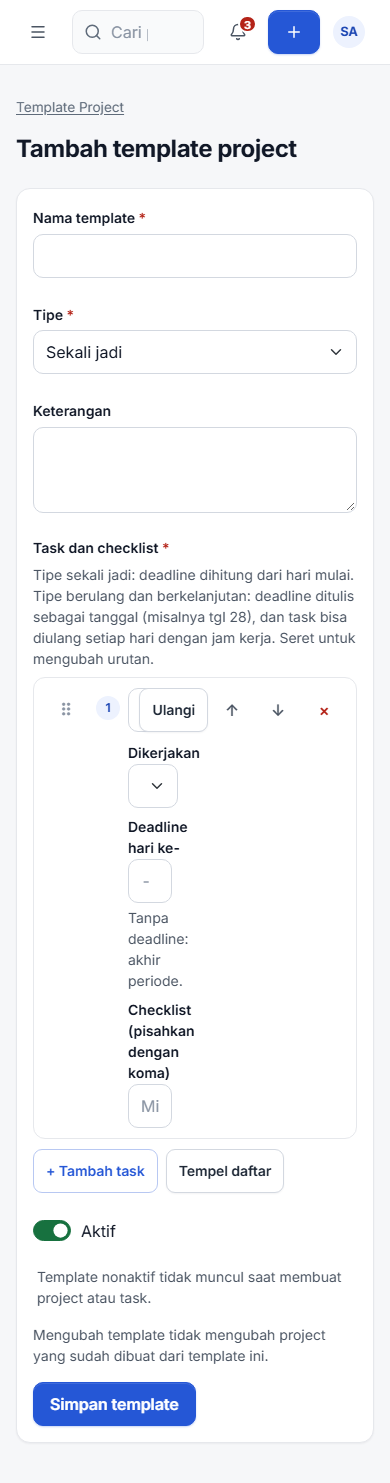 Cari
3
+
SA
Template Project
Tambah template project
Nama template *
Tipe *
Sekali jadi
Keterangan
Task dan checklist *
Tipe sekali jadi: deadline dihitung dari hari mulai.
Tipe berulang dan berkelanjutan: deadline ditulis
sebagai tanggal (misalnya tgl 28), dan task bisa
diulang setiap hari dengan jam kerja. Seret untuk
mengubah urutan.
1
Ulangi
↑ ↓ ×
Dikerjakan
Deadline
hari ke-
-
Tanpa
deadline:
akhir
periode.
Checklist
(pisahkan
dengan
koma)
Mi
+ Tambah task
Tempel daftar
Aktif
Template nonaktif tidak muncul saat membuat
project atau task.
Mengubah template tidak mengubah project
yang sudah dibuat dari template ini.
Simpan template